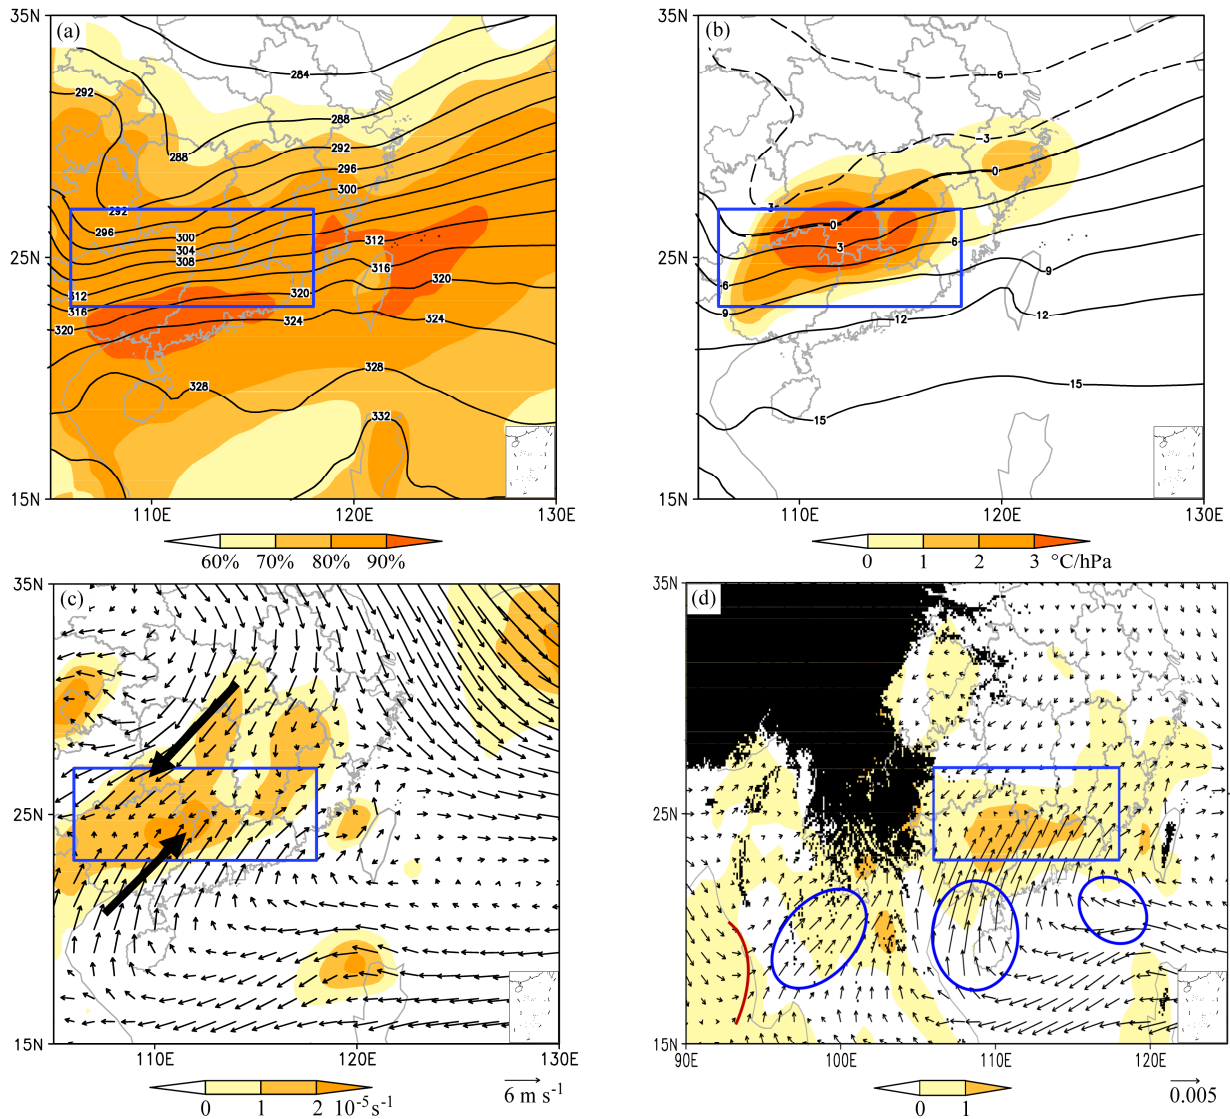 35N
(a)
284
292
288
292
288
296
300
292
296
300
304
308
312
316
25N
312
320
316
320
324
324
320
328
328
332
15N
110E
120E
130E
60% 70% 80% 90%
35N
(b)
6
-3
0
-3
0
3
6
25N
-6
9
9
12
12
15
15
15N
110E
120E
130E
0 1 2 3 °C/hPa
35N
(c)
25N
15N
110E
120E
130E
0 1 2 10⁻⁵s⁻¹
6 m s⁻¹
35N
(d)
25N
15N
90E
100E
110E
120E
0 1
0.005